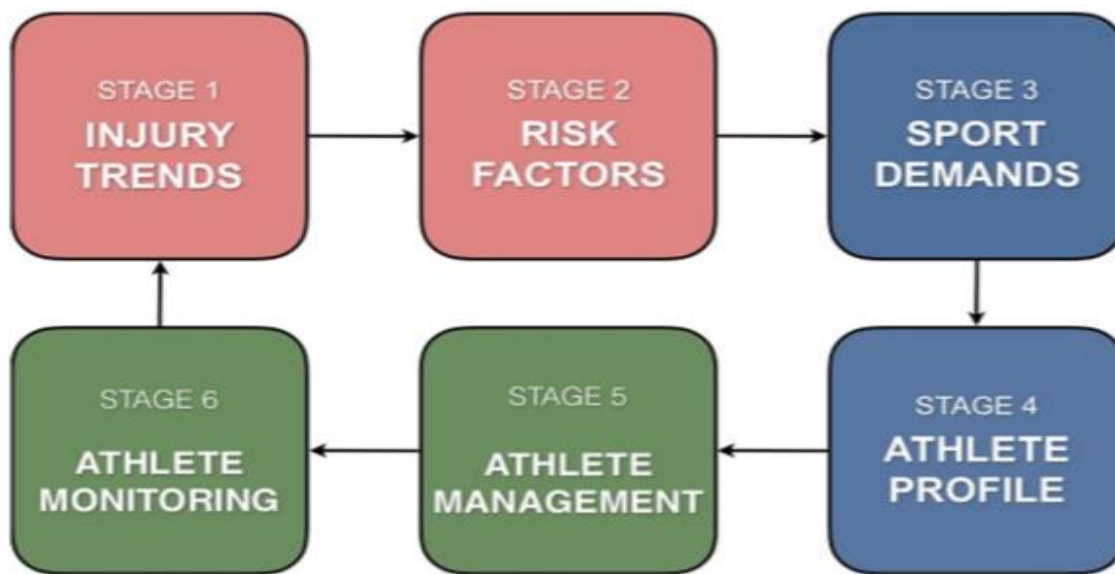 STAGE 1
INJURY
TRENDS
STAGE 2
RISK
FACTORS
STAGE 3
SPORT
DEMANDS
STAGE 4
ATHLETE
PROFILE
STAGE 5
ATHLETE
MANAGEMENT
STAGE 6
ATHLETE
MONITORING